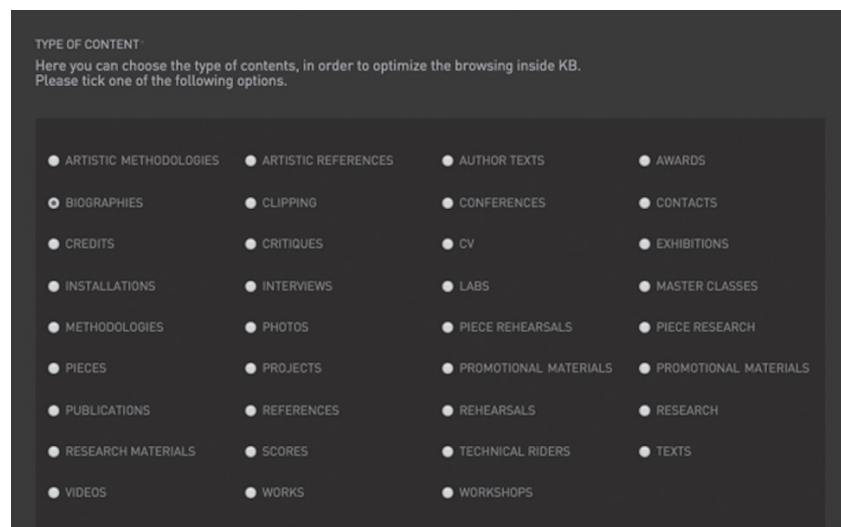 TYPE OF CONTENT
Here you can choose the type of contents, in order to optimize the browsing inside KB.
Please tick one of the following options.
ARTISTIC METHODOLOGIES ARTISTIC REFERENCES AUTHOR TEXTS AWARDS
BIOGRAPHIES CLIPPING CONFERENCES CONTACTS
CREDITS CRITIQUES CV EXHIBITIONS
INSTALLATIONS INTERVIEWS LABS MASTER CLASSES
METHODOLOGIES PHOTOS PIECE REHEARSALS PIECE RESEARCH
PIECES PROJECTS PROMOTIONAL MATERIALS PROMOTIONAL MATERIALS
PUBLICATIONS REFERENCES REHEARSALS RESEARCH
RESEARCH MATERIALS SCORES TECHNICAL RIDERS TEXTS
VIDEOS WORKS WORKSHOPS